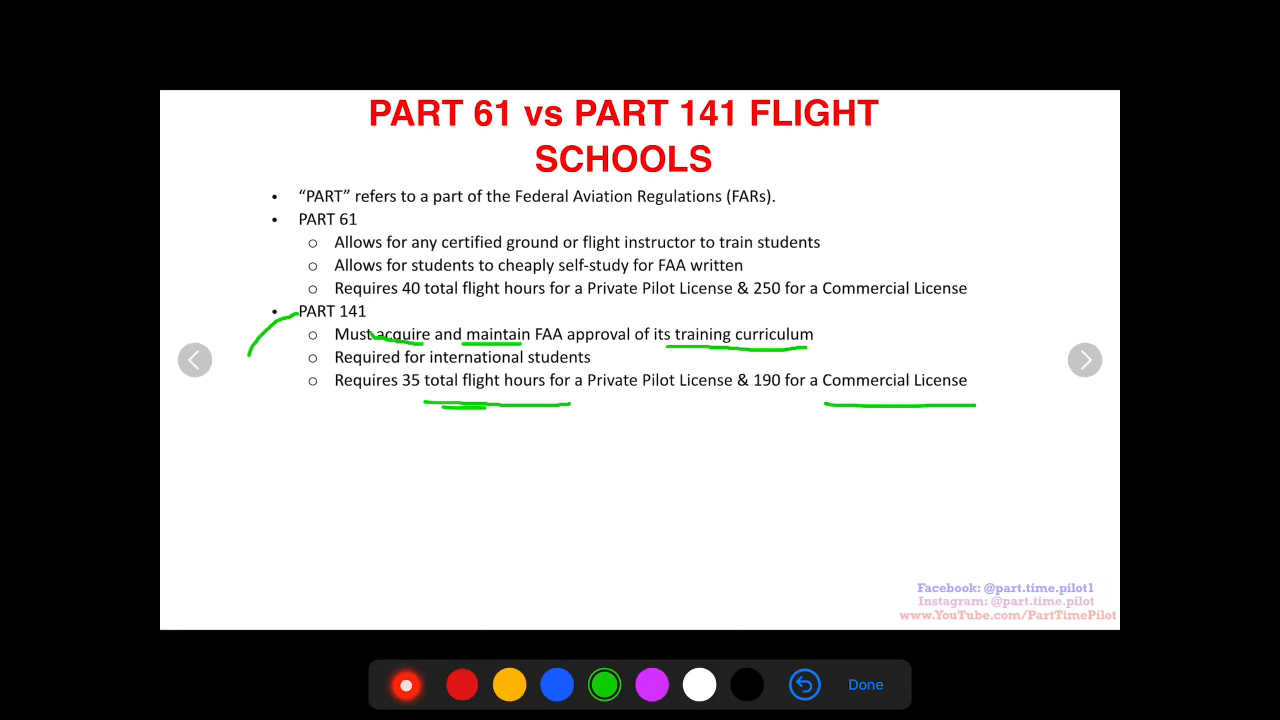 PART 61 vs PART 141 FLIGHT
SCHOOLS
• “PART” refers to a part of the Federal Aviation Regulations (FARs).
• PART 61
o Allows for any certified ground or flight instructor to train students
o Allows for students to cheaply self-study for FAA written
o Requires 40 total flight hours for a Private Pilot License & 250 for a Commercial License
• PART 141
o Must acquire and maintain FAA approval of its training curriculum
o Required for international students
o Requires 35 total flight hours for a Private Pilot License & 190 for a Commercial License
Facebook: @part.time.pilot1
Instagram: @part.time.pilot
www.YouTube.com/PartTimePilot
Done